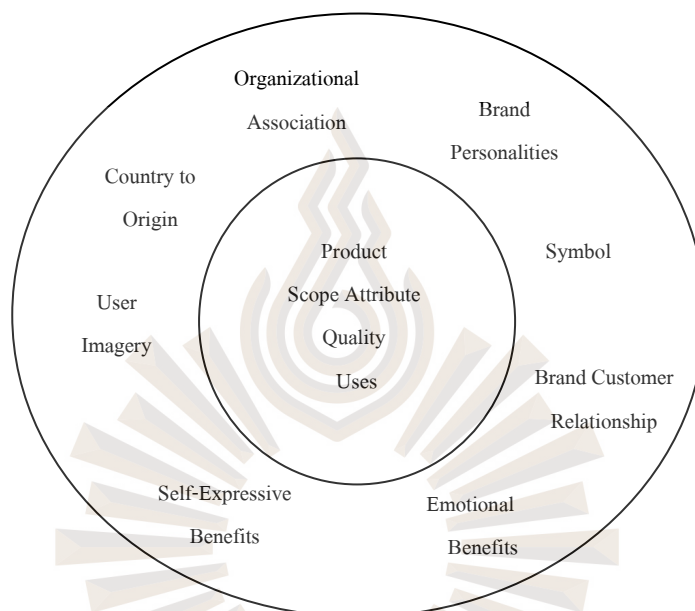 Organizational
Association
Brand
Personalities
Country to
Origin
Product
Scope Attribute
Quality
Uses
Symbol
User
Imagery
Brand Customer
Relationship
Self-Expressive
Benefits
Emotional
Benefits